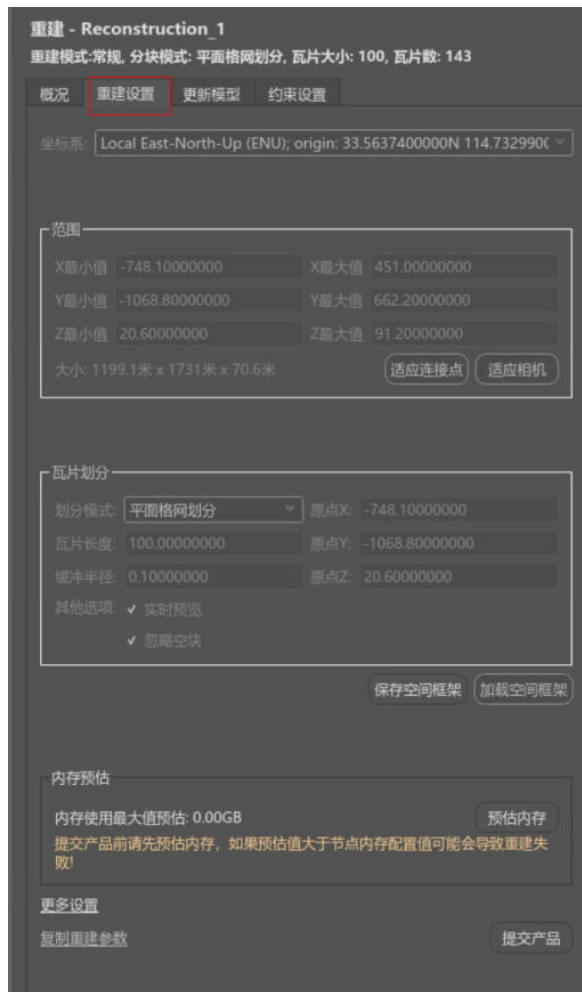 重建 - Reconstruction_1
重建模式:常规, 分块模式: 平面格网划分, 瓦片大小: 100, 瓦片数: 143
概况 重建设置 更新模型 约束设置
坐标系: Local East-North-Up (ENU); origin: 33.5637400000N 114.732990(
范围
X最小值 -748.10000000 X最大值 451.00000000
Y最小值 -1068.80000000 Y最大值 662.20000000
Z最小值 20.60000000 Z最大值 91.20000000
大小: 1199.1米 x 1731米 x 70.6米 适应连接点 适应相机
瓦片划分
划分模式: 平面格网划分 原点X: -748.10000000
瓦片长度: 100.00000000 原点Y: -1068.80000000
缓冲半径: 0.10000000 原点Z: 20.60000000
其他选项: ✔ 实时预览
✔ 忽略空块
保存空间框架 加载空间框架
内存预估
内存使用最大值预估: 0.00GB 预估内存
提交产品前请先预估内存，如果预估值大于节点内存配置值可能会导致重建失
败!
更多设置
复制重建参数 提交产品